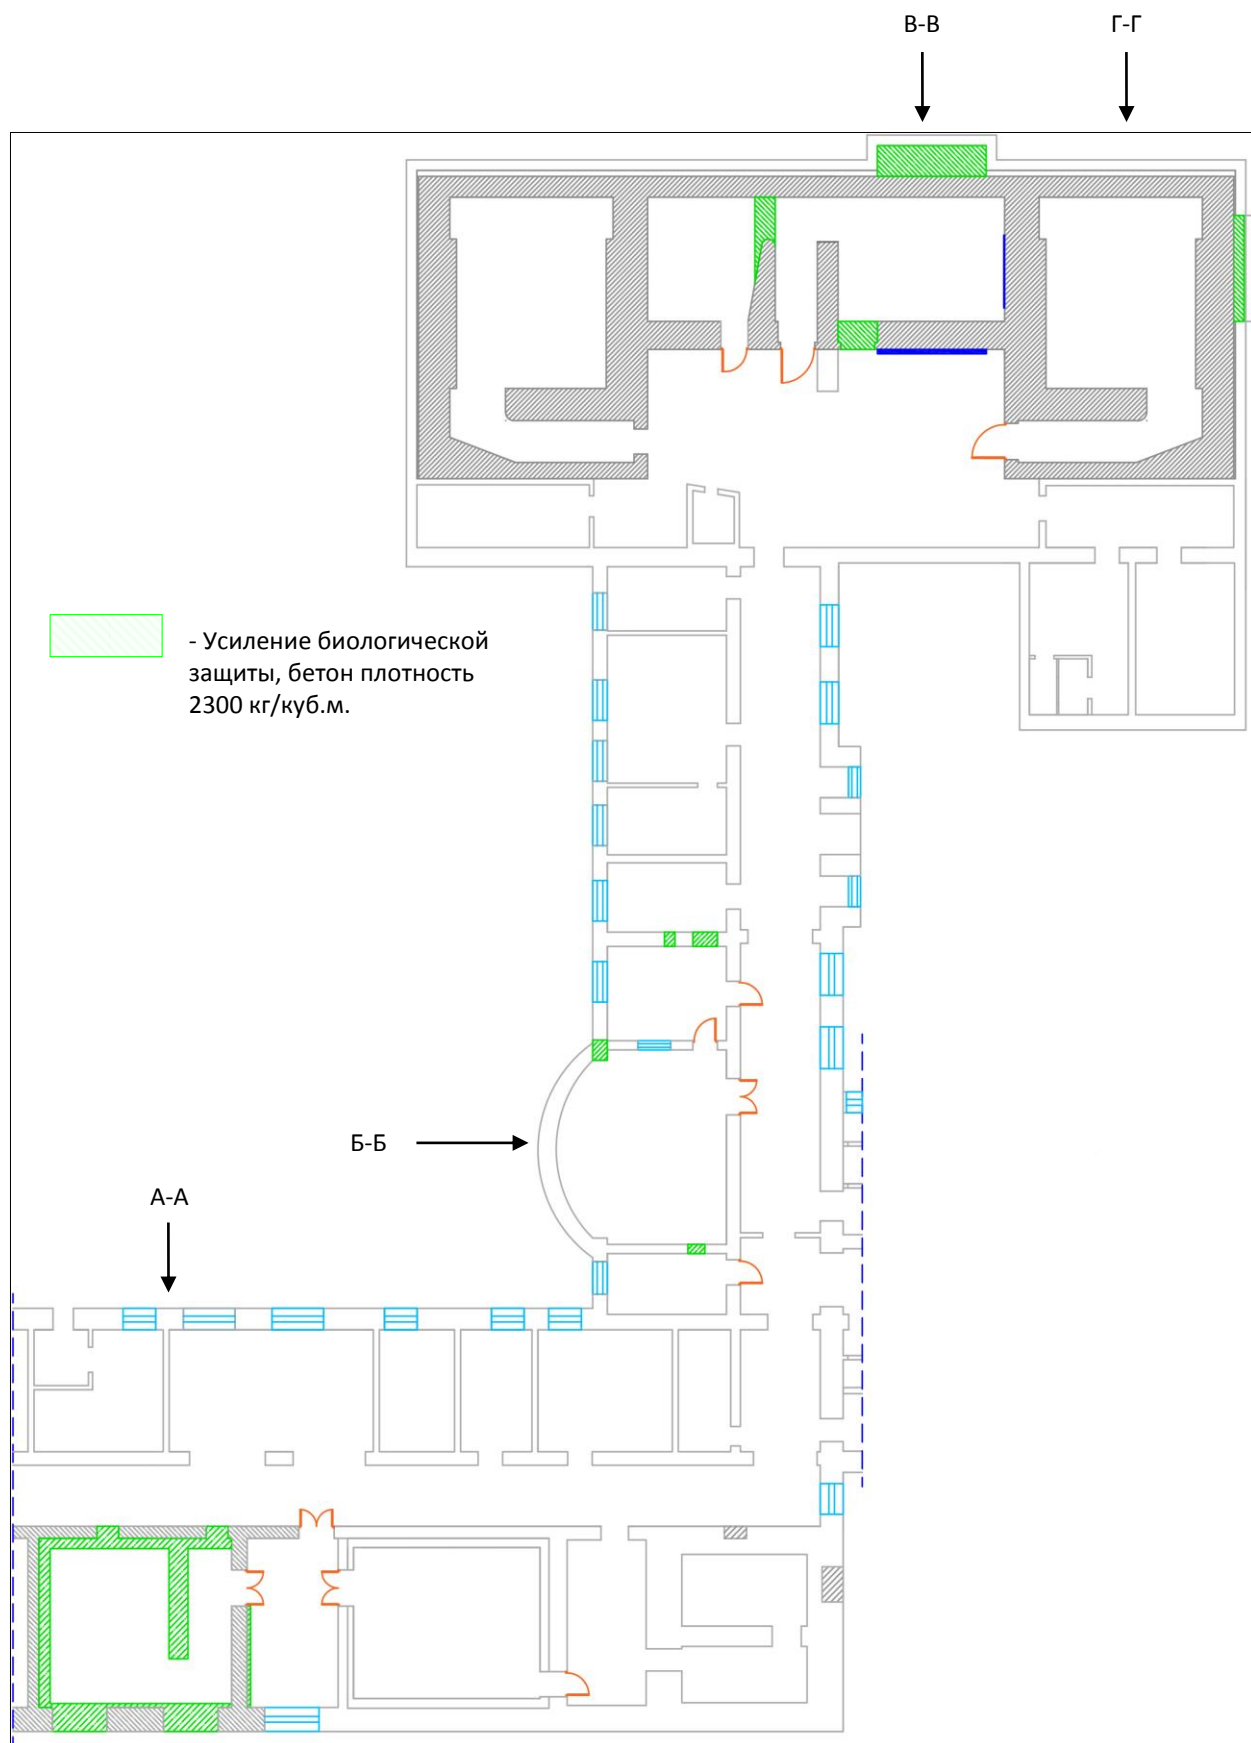 В-В
Г-Г
- Усиление биологической
защиты, бетон плотность
2300 кг/куб.м.
Б-Б
А-А